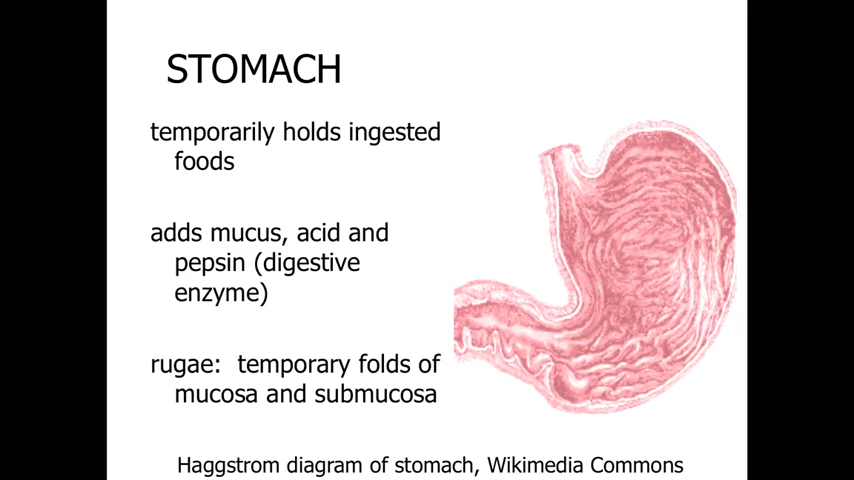 STOMACH
temporarily holds ingested
foods
adds mucus, acid and
pepsin (digestive
enzyme)
rugae:  temporary folds of
mucosa and submucosa
Haggstrom diagram of stomach, Wikimedia Commons